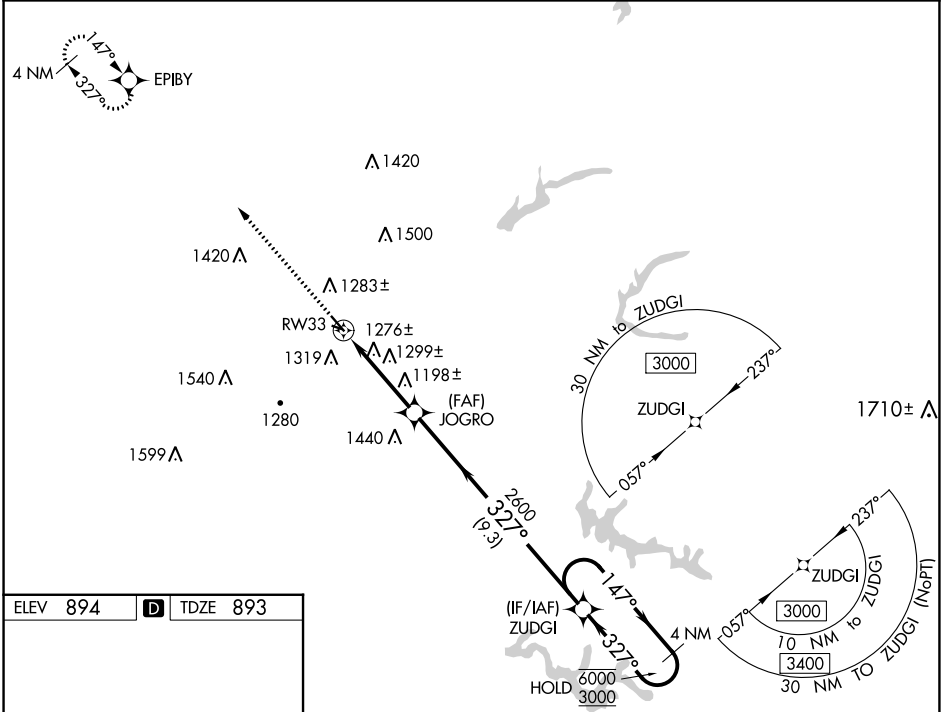 147°
4 NM
EPIBY
327°
1420
1500
1420
1283±
RW33
1276±
1299±
1319
1198±
1540
(FAF)
JOGRO
1280
1440
1599
30 NM to ZUDGI
3000
237°
ZUDGI
057°
1710±
2600
327°
(9.3)
147°
(IF/IAF)
ZUDGI
327°
4 NM
HOLD
6000
3000
237°
ZUDGI
057°
3000
10 NM to ZUDGI
3400
30 NM TO ZUDGI (NoPT)
ELEV 894
D
TDZE 893